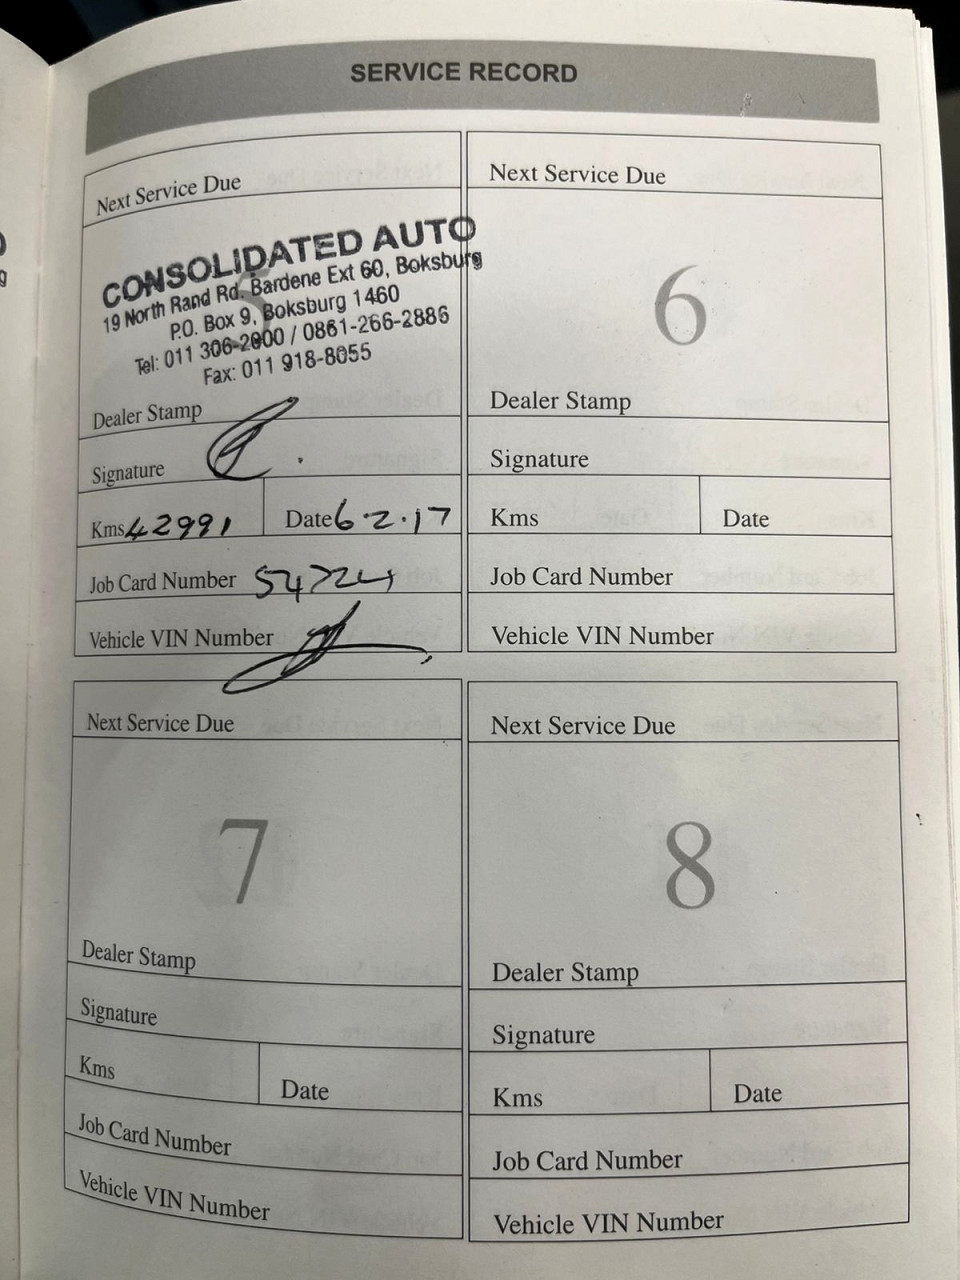 SERVICE RECORD
Next Service Due
5
CONSOLIDATED AUTO
19 North Rand Rd. Bardene Ext 60, Boksburg
P.O. Box 9, Boksburg 1460
Tel: 011 306-2000 / 0861-266-2886
Fax: 011 918-8055
Dealer Stamp
Signature
Kms 42991 Date 6.2.17
Job Card Number 54724
Vehicle VIN Number
Next Service Due
6
Dealer Stamp
Signature
Kms Date
Job Card Number
Vehicle VIN Number
Next Service Due
7
Dealer Stamp
Signature
Kms Date
Job Card Number
Vehicle VIN Number
Next Service Due
8
Dealer Stamp
Signature
Kms Date
Job Card Number
Vehicle VIN Number